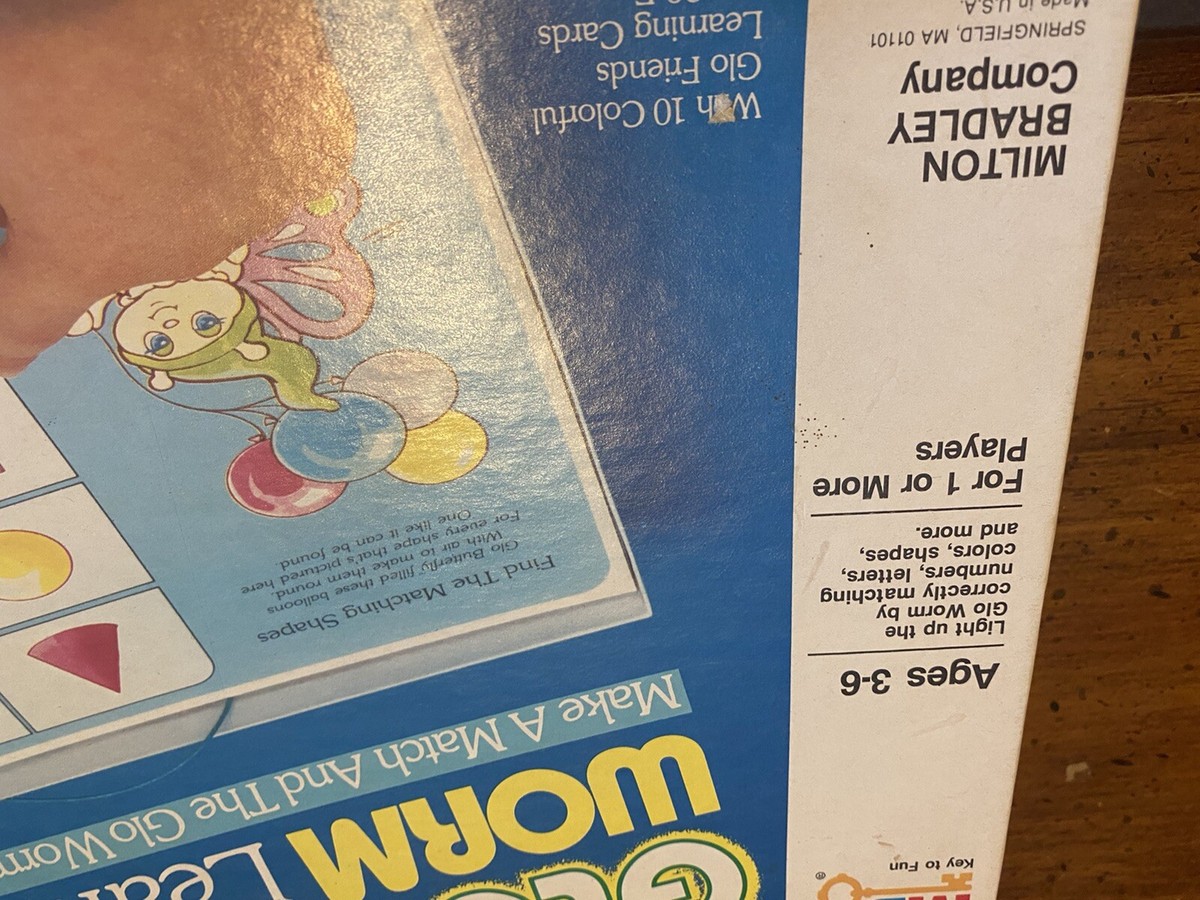 Key to Fun
®
Ages 3-6
Light up the
Glo Worm by
correctly matching
numbers, letters,
colors, shapes,
and more.
For 1 or More
Players
MILTON
BRADLEY
Company
SPRINGFIELD, MA 01101
Made in U.S.A.
WORM
Make A Match And The Glo Worm
Find The Matching Shapes
Glo Butterfly filled these balloons
With air to make them round.
For every shape that's pictured here
One like it can be found.
10 Colorful
Glo Friends
Learning Cards